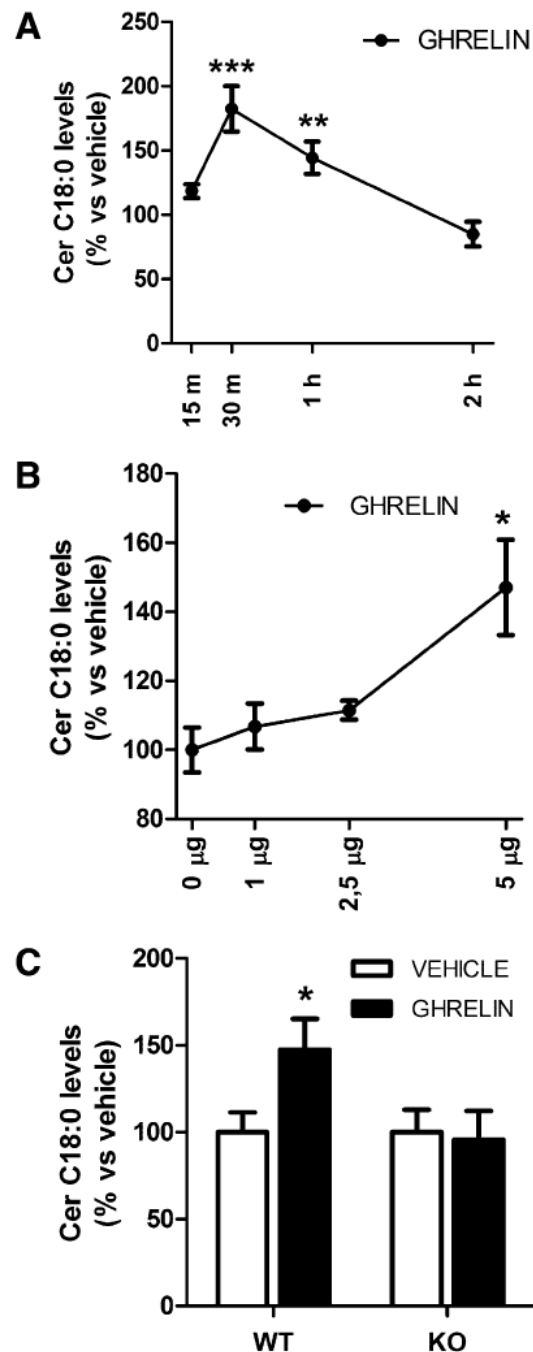 A
250
200
150
100
50
0
Cer C18:0 levels
(% vs vehicle)
GHRELIN
***
**
15 m
30 m
1 h
2 h
B
180
160
140
120
100
80
Cer C18:0 levels
(% vs vehicle)
GHRELIN
*
0 µg
1 µg
2,5 µg
5 µg
C
200
150
100
50
0
Cer C18:0 levels
(% vs vehicle)
VEHICLE
GHRELIN
*
WT
KO